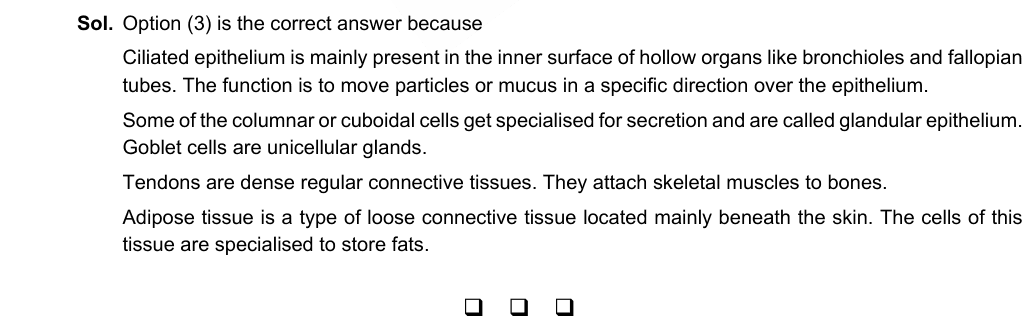 Sol. Option (3) is the correct answer because
Ciliated epithelium is mainly present in the inner surface of hollow organs like bronchioles and fallopian
tubes. The function is to move particles or mucus in a specific direction over the epithelium.
Some of the columnar or cuboidal cells get specialised for secretion and are called glandular epithelium.
Goblet cells are unicellular glands.
Tendons are dense regular connective tissues. They attach skeletal muscles to bones.
Adipose tissue is a type of loose connective tissue located mainly beneath the skin. The cells of this
tissue are specialised to store fats.
❑ ❑ ❑